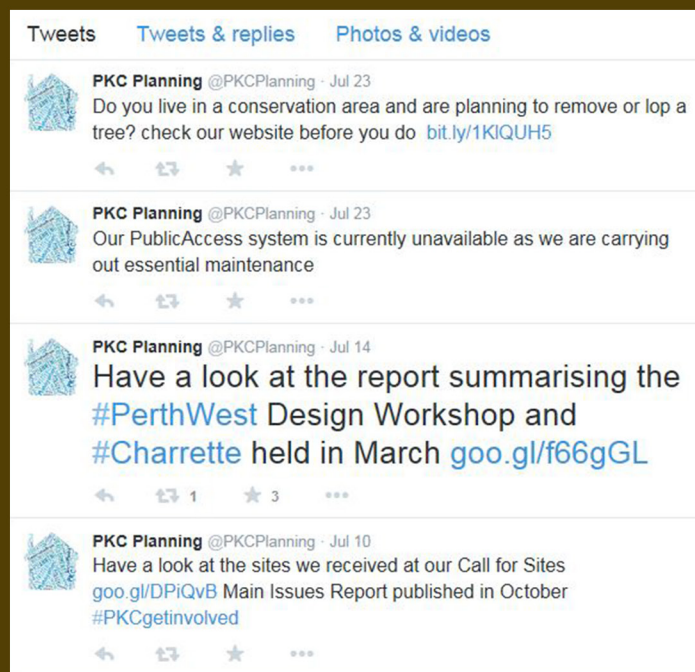 Tweets Tweets & replies Photos & videos
PKC Planning @PKCPlanning · Jul 23
Do you live in a conservation area and are planning to remove or lop a
tree? check our website before you do bit.ly/1KlQUH5
PKC Planning @PKCPlanning · Jul 23
Our PublicAccess system is currently unavailable as we are carrying
out essential maintenance
PKC Planning @PKCPlanning · Jul 14
Have a look at the report summarising the
#PerthWest Design Workshop and
#Charrette held in March goo.gl/f66gGL
1 3
PKC Planning @PKCPlanning · Jul 10
Have a look at the sites we received at our Call for Sites
goo.gl/DPiQvB Main Issues Report published in October
#PKCgetinvolved